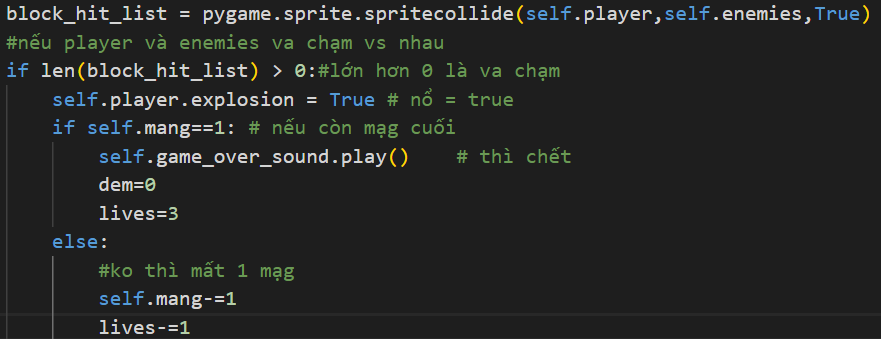 block_hit_list = pygame.sprite.spritecollide(self.player,self.enemies,True)
#nếu player và enemies va chạm vs nhau
if len(block_hit_list) > 0:#lớn hơn 0 là va chạm
    self.player.explosion = True # nổ = true
    if self.mang==1: # nếu còn mạg cuối
        self.game_over_sound.play()    # thì chết
        dem=0
        lives=3
    else:
        #ko thì mất 1 mạg
        self.mang-=1
        lives-=1